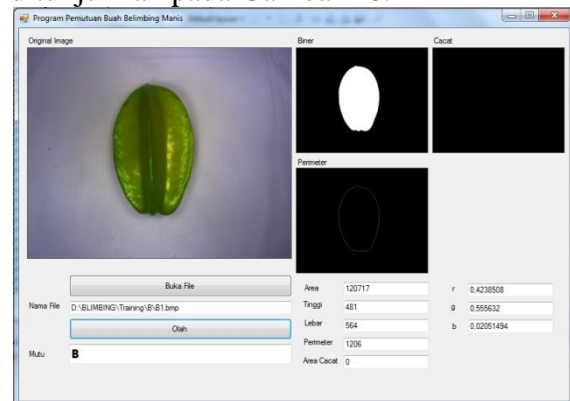 Program Pemutuan Buah Belimbing Manis
Original Image
Biner
Cacat
Perimeter
Buka File
Nama File D:\BLIMBING\Training\B\B1.bmp
Olah
Mutu B
Area 120717
Tinggi 481
Lebar 564
Perimeter 1206
Area Cacat 0
r 0,4238508
g 0,555632
b 0,02051494